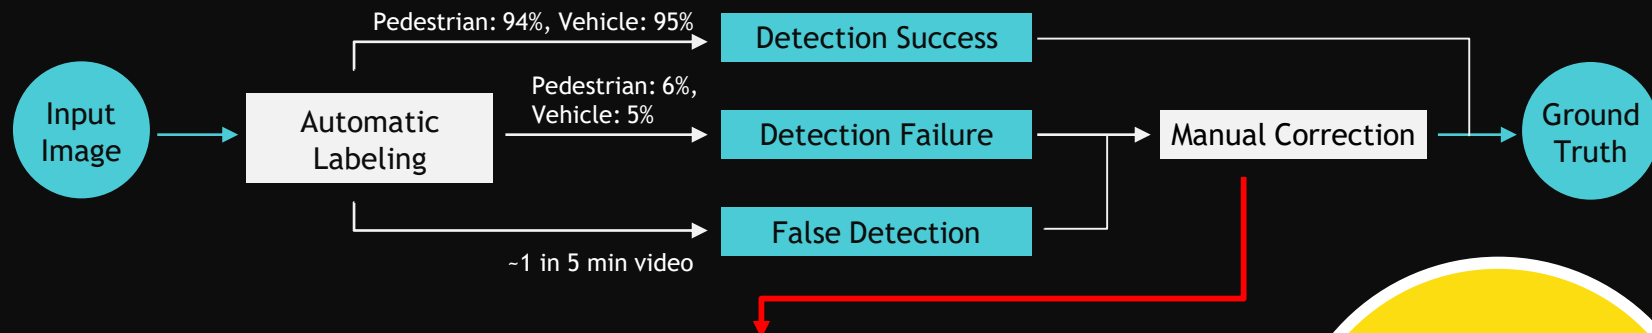 Pedestrian: 94%, Vehicle: 95%
Detection Success
Input
Image
Automatic
Labeling
Pedestrian: 6%,
Vehicle: 5%
Detection Failure
Manual Correction
Ground
Truth
False Detection
~1 in 5 min video